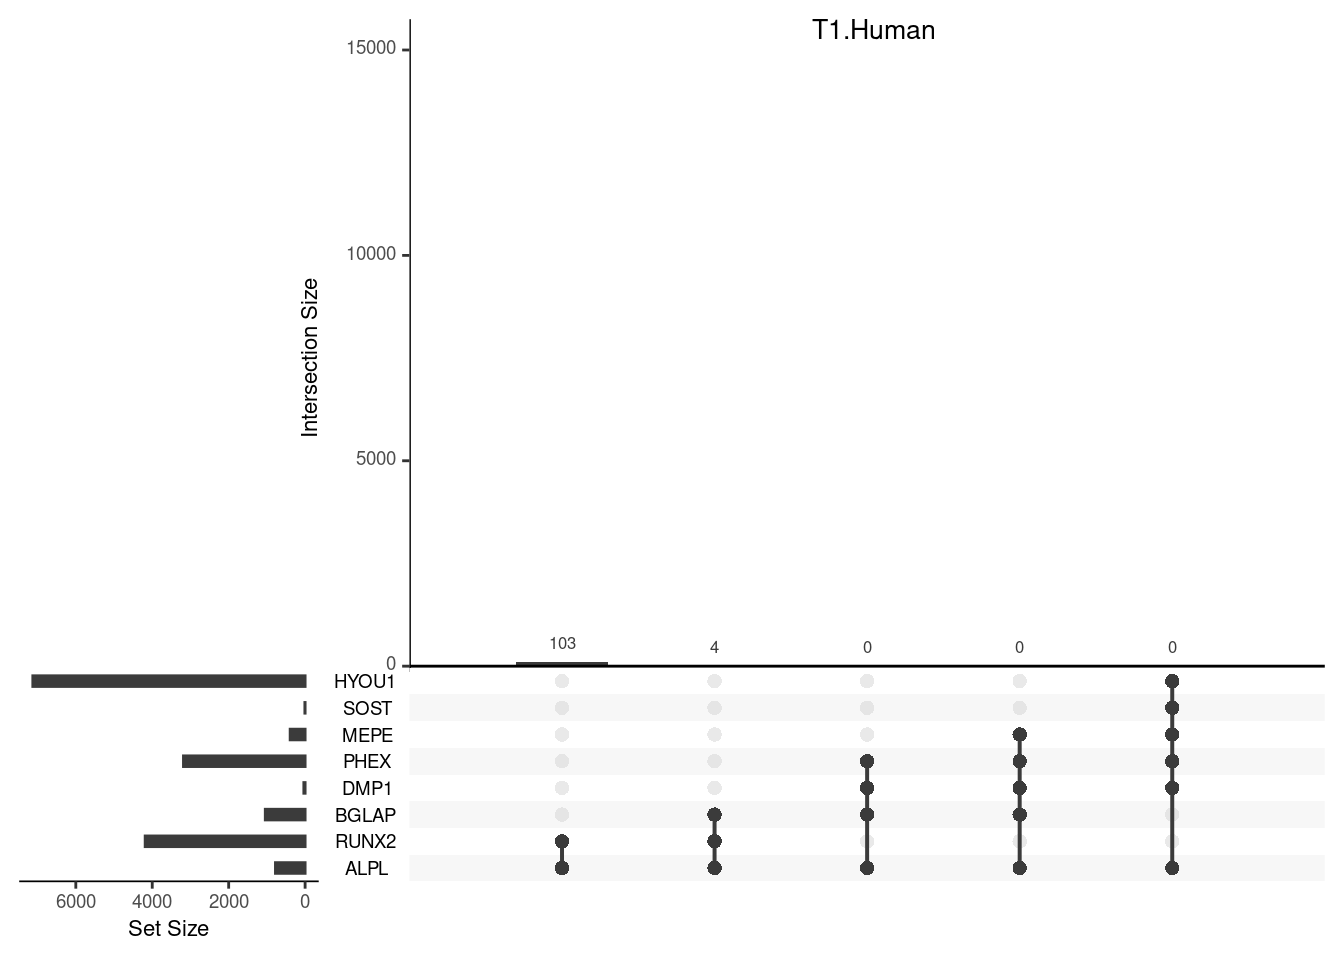 T1.Human
15000
10000
5000
0
Intersection Size
103
4
0
0
0
HYOU1
SOST
MEPE
PHEX
DMP1
BGLAP
RUNX2
ALPL
6000
4000
2000
0
Set Size